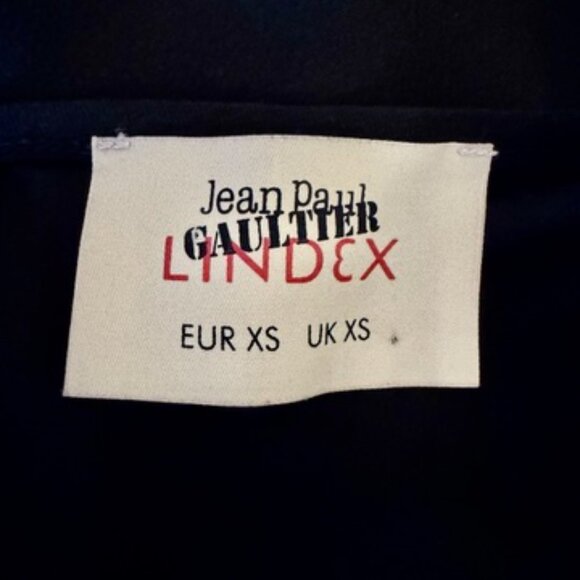 Jean Paul
GAULTIER
LINDEX
EUR XS UK XS